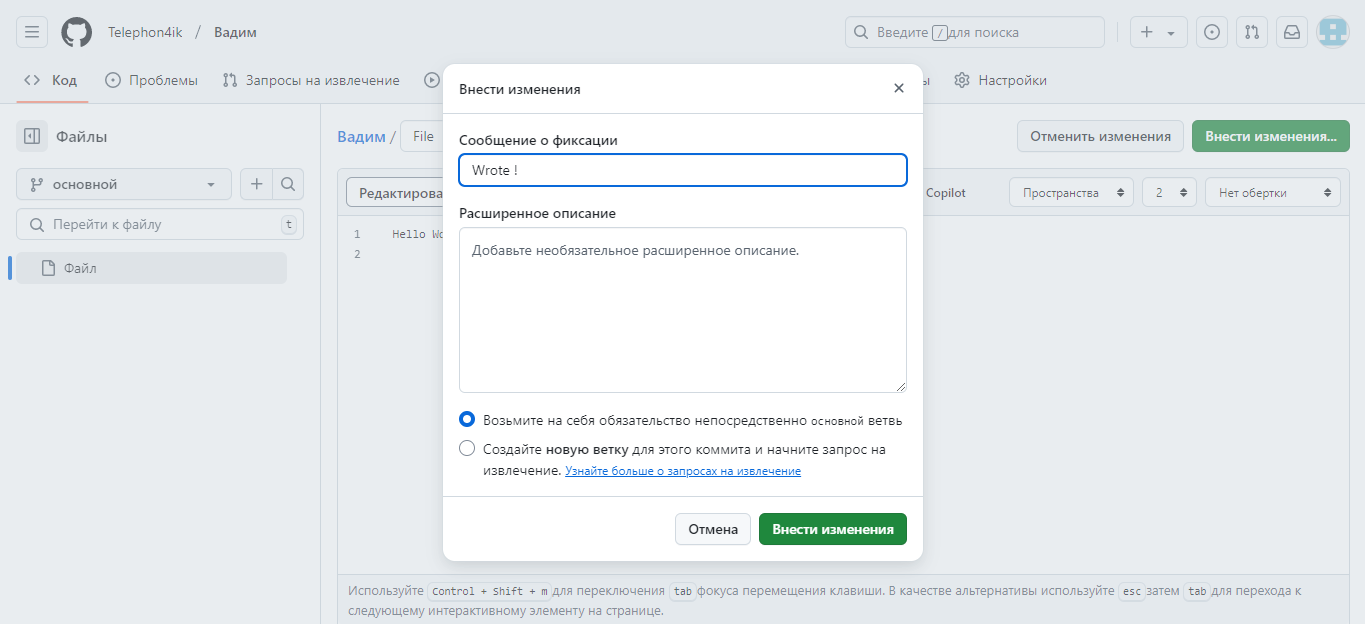 Telephon4ik / Вадим
Введите / для поиска
Код
Проблемы
Запросы на извлечение
Настройки
Файлы
основной
Перейти к файлу
t
Файл
Вадим / File
Отменить изменения
Внести изменения...
Copilot
Пространства
2
Нет обертки
1 Hello
2
Внести изменения
Сообщение о фиксации
Wrote !
Расширенное описание
Добавьте необязательное расширенное описание.
Возьмите на себя обязательство непосредственно основной ветвь
Создайте новую ветку для этого коммита и начните запрос на
извлечение. Узнайте больше о запросах на извлечение
Отмена
Внести изменения
Используйте Control + Shift + m для переключения tab фокуса перемещения клавиши. В качестве альтернативы используйте esc затем tab для перехода к
следующему интерактивному элементу на странице.